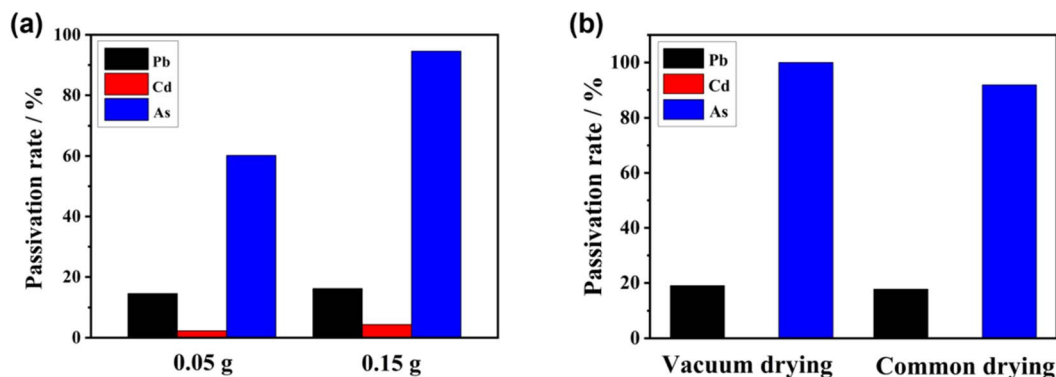 (a)
Passivation rate / %
100
80
60
40
20
0
Pb
Cd
As
0.05 g
0.15 g
(b)
Passivation rate / %
100
80
60
40
20
0
Pb
Cd
As
Vacuum drying
Common drying